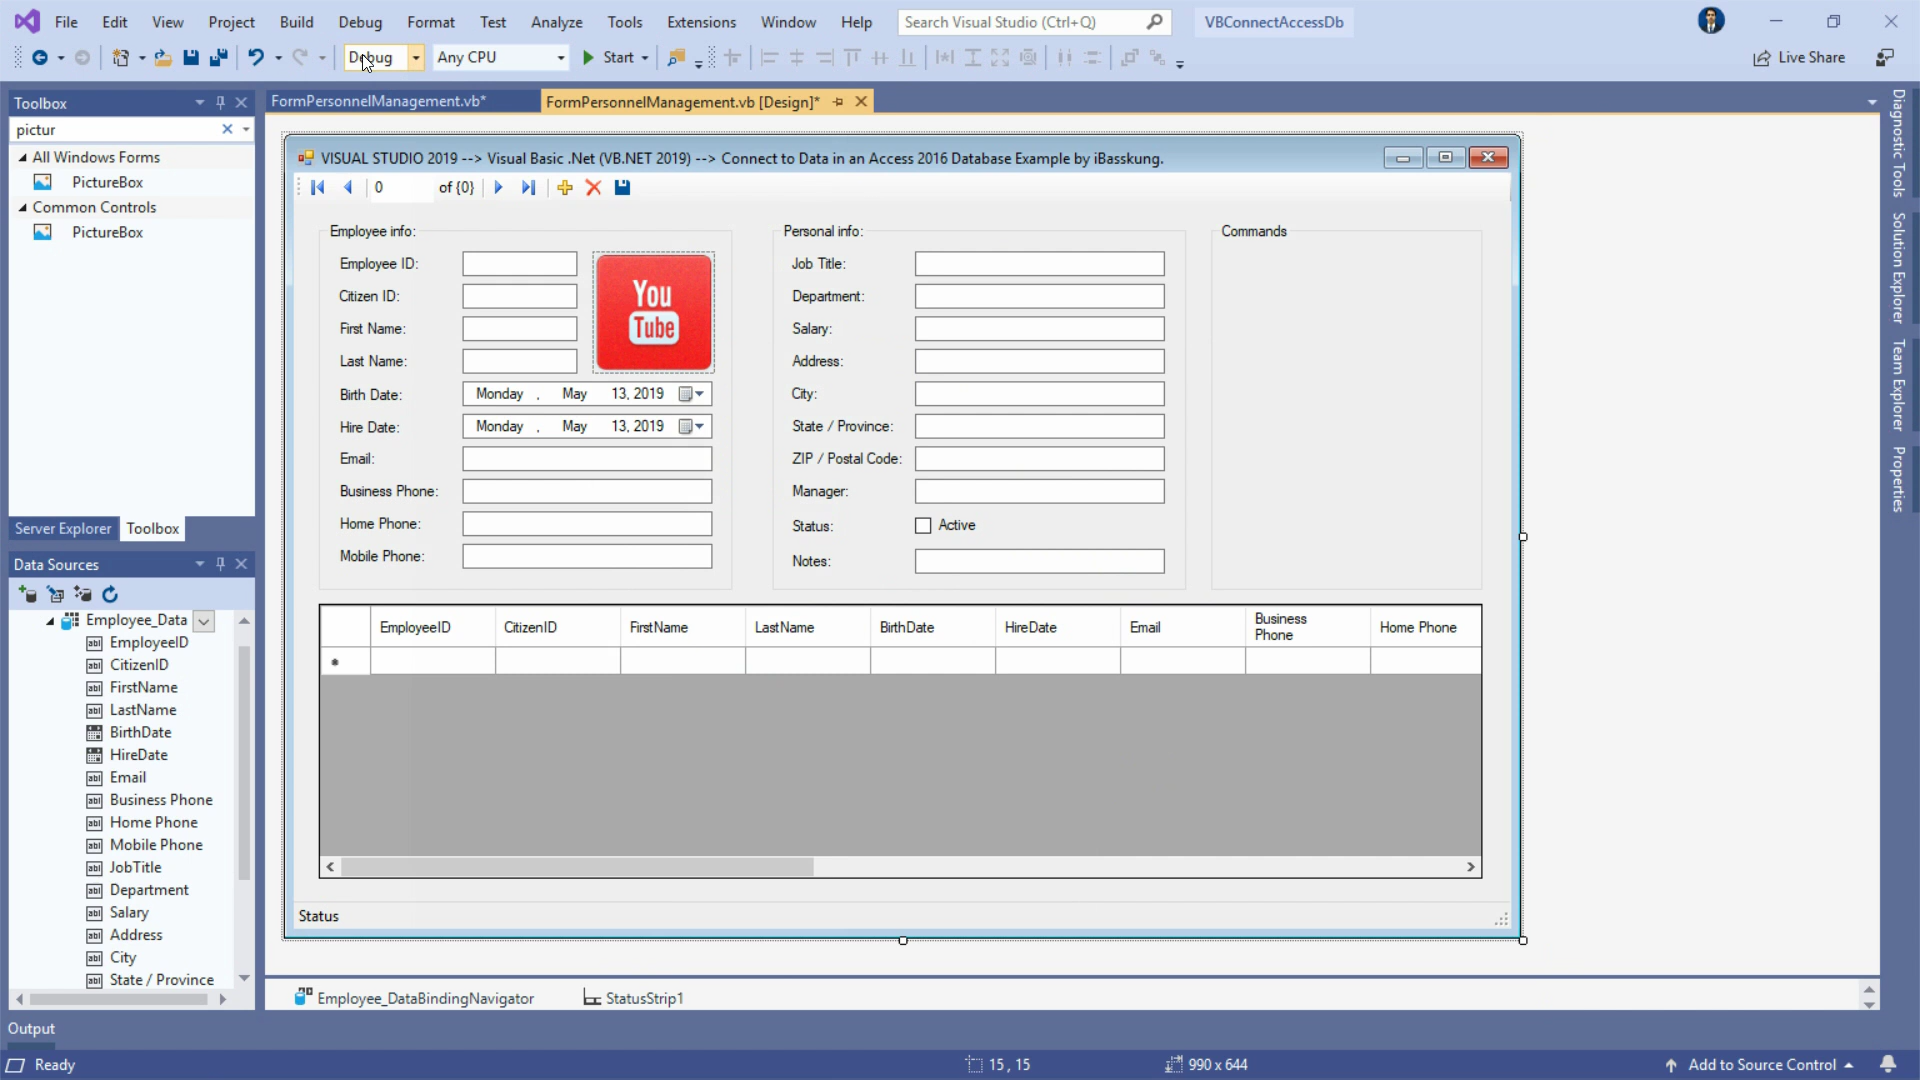 File Edit View Project Build Debug Format Test Analyze Tools Extensions Window Help Search Visual Studio (Ctrl+Q) VBConnectAccessDb
Debug Any CPU Start Live Share
Toolbox
pictur
All Windows Forms
PictureBox
Common Controls
PictureBox
Server Explorer Toolbox
Data Sources
Employee_Data
EmployeeID
CitizenID
FirstName
LastName
BirthDate
HireDate
Email
Business Phone
Home Phone
Mobile Phone
JobTitle
Department
Salary
Address
City
State / Province
FormPersonnelManagement.vb* FormPersonnelManagement.vb [Design]*
VISUAL STUDIO 2019 --> Visual Basic .Net (VB.NET 2019) --> Connect to Data in an Access 2016 Database Example by iBasskung.
0 of {0}
Employee info:
Employee ID:
Citizen ID:
First Name:
Last Name:
Birth Date: Monday , May 13, 2019
Hire Date: Monday , May 13, 2019
Email:
Business Phone:
Home Phone:
Mobile Phone:
You
Tube
Personal info:
Job Title:
Department:
Salary:
Address:
City:
State / Province:
ZIP / Postal Code:
Manager:
Status: Active
Notes:
Commands
EmployeeID CitizenID FirstName LastName BirthDate HireDate Email Business Phone Home Phone
Status
Employee_DataBindingNavigator StatusStrip1
Diagnostic Tools
Solution Explorer
Team Explorer
Properties
Output
Ready 15 , 15 990 x 644 Add to Source Control